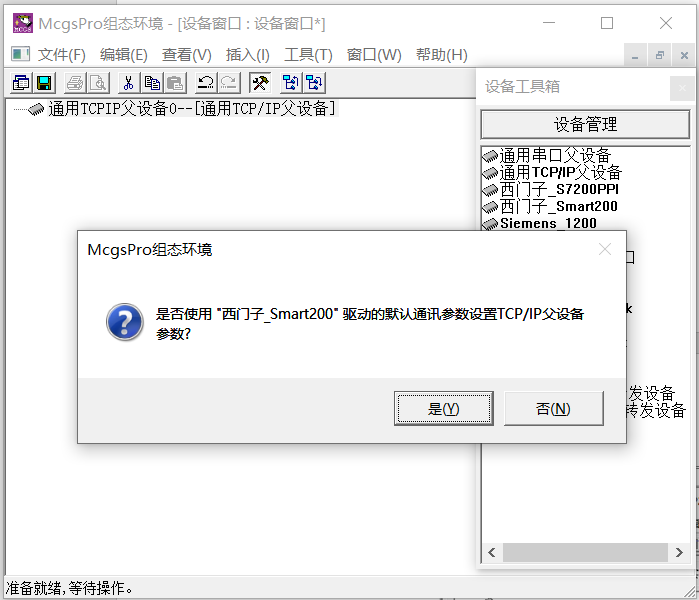 McgsPro组态环境 - [设备窗口 : 设备窗口*]
文件(F) 编辑(E) 查看(V) 插入(I) 工具(T) 窗口(W) 帮助(H)
通用TCPIP父设备0--[通用TCP/IP父设备]
设备工具箱
设备管理
通用串口父设备
通用TCP/IP父设备
西门子_S7200PPI
西门子_Smart200
Siemens_1200
McgsPro组态环境
是否使用 "西门子_Smart200" 驱动的默认通讯参数设置TCP/IP父设备
参数?
是(Y) 否(N)
k
发设备
转发设备
准备就绪,等待操作。